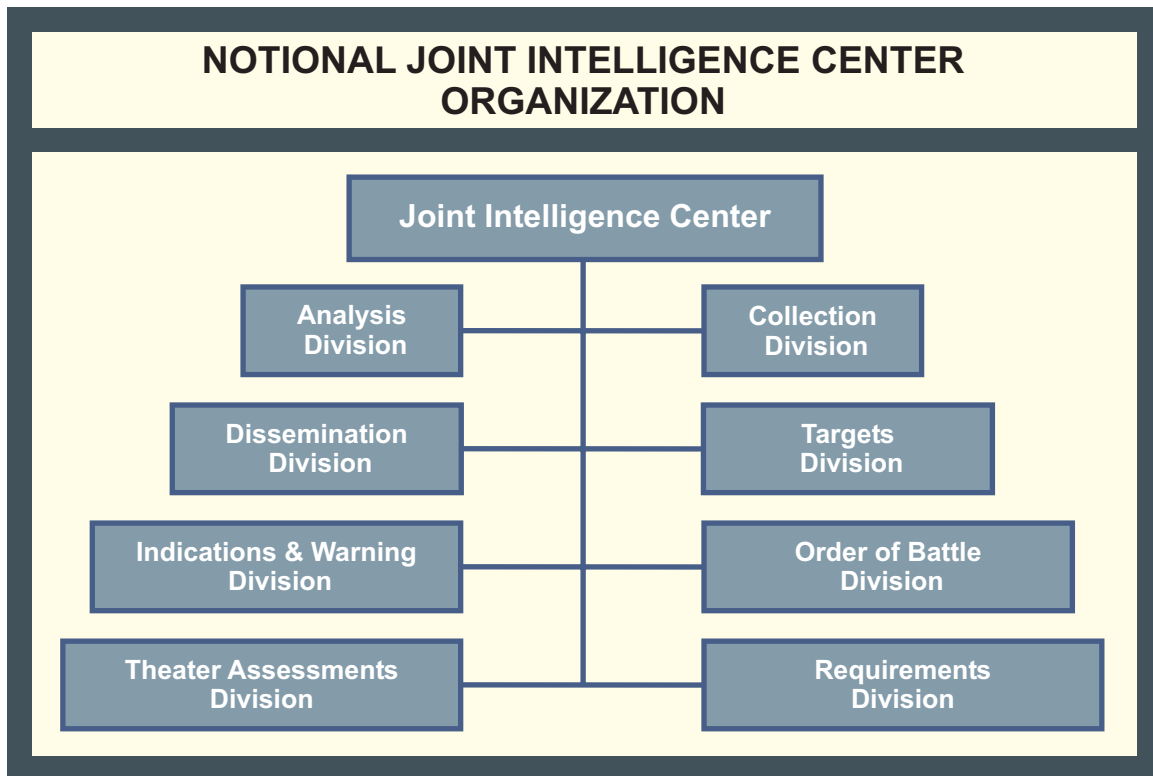 NOTIONAL JOINT INTELLIGENCE CENTER
ORGANIZATION
Joint Intelligence Center
Analysis
Division
Collection
Division
Dissemination
Division
Targets
Division
Indications & Warning
Division
Order of Battle
Division
Theater Assessments
Division
Requirements
Division